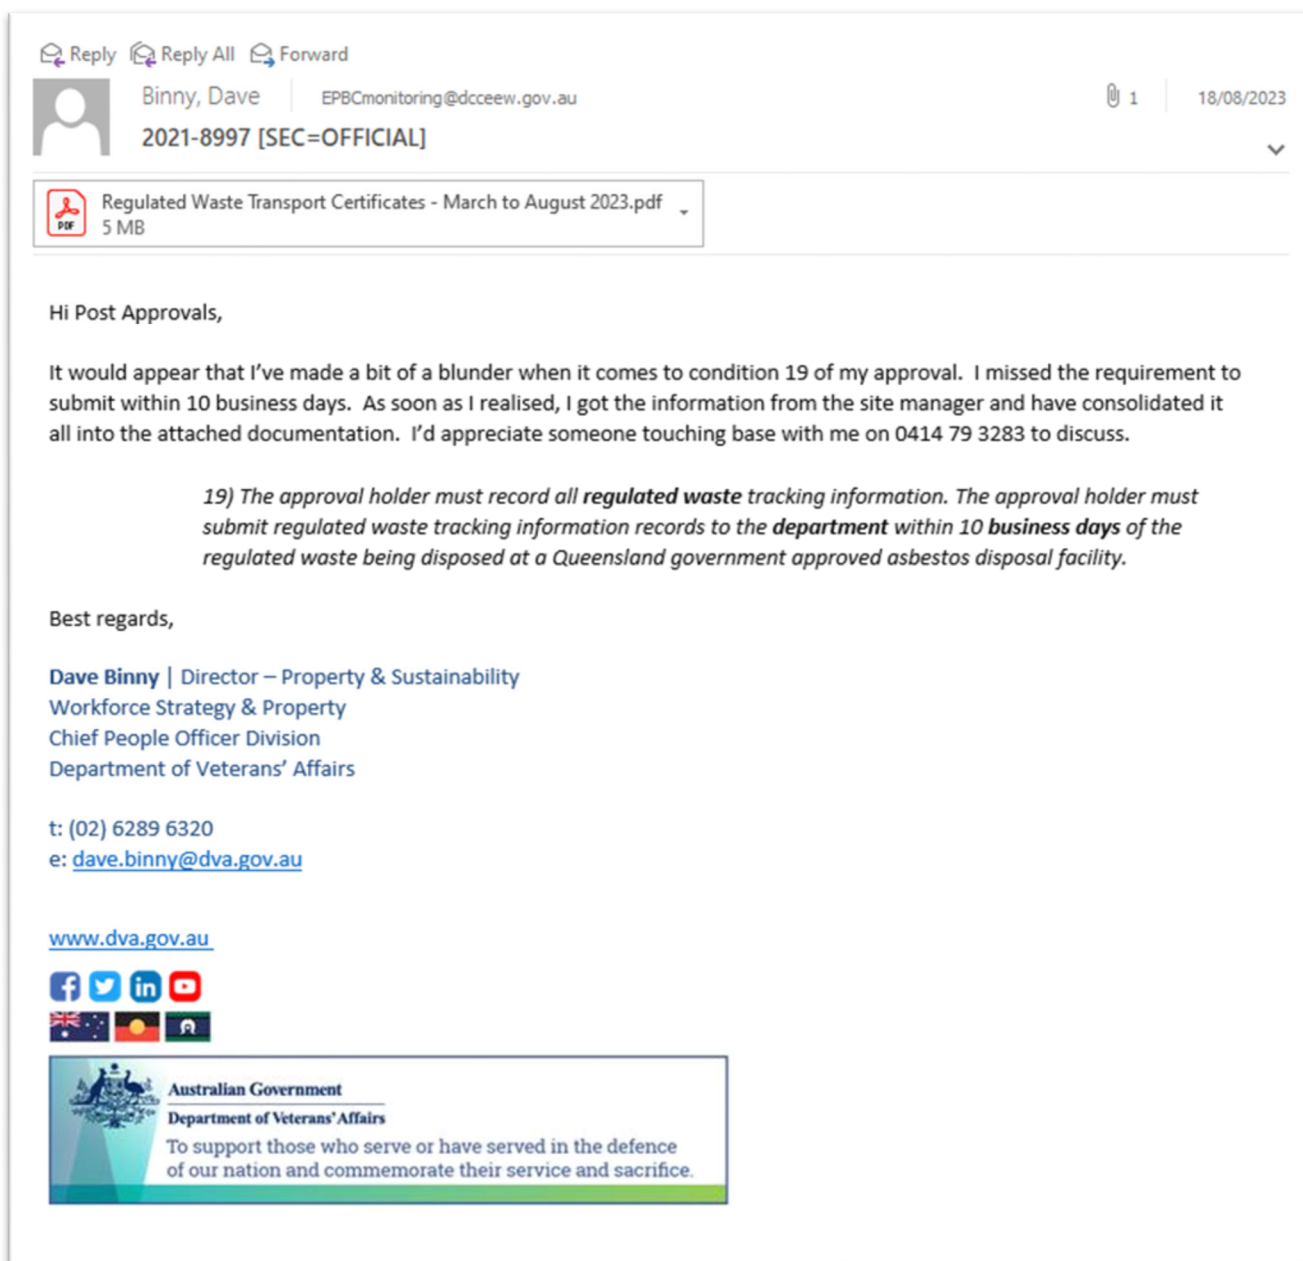 Reply Reply All Forward
Binny, Dave EPBCmonitoring@dcceew.gov.au 1 18/08/2023
2021-8997 [SEC=OFFICIAL]
Regulated Waste Transport Certificates - March to August 2023.pdf
PDF 5 MB
Hi Post Approvals,
It would appear that I've made a bit of a blunder when it comes to condition 19 of my approval. I missed the requirement to
submit within 10 business days. As soon as I realised, I got the information from the site manager and have consolidated it
all into the attached documentation. I'd appreciate someone touching base with me on 0414 79 3283 to discuss.
19) The approval holder must record all regulated waste tracking information. The approval holder must
submit regulated waste tracking information records to the department within 10 business days of the
regulated waste being disposed at a Queensland government approved asbestos disposal facility.
Best regards,
Dave Binny | Director – Property & Sustainability
Workforce Strategy & Property
Chief People Officer Division
Department of Veterans' Affairs
t: (02) 6289 6320
e: dave.binny@dva.gov.au
www.dva.gov.au
Australian Government
Department of Veterans' Affairs
To support those who serve or have served in the defence
of our nation and commemorate their service and sacrifice.